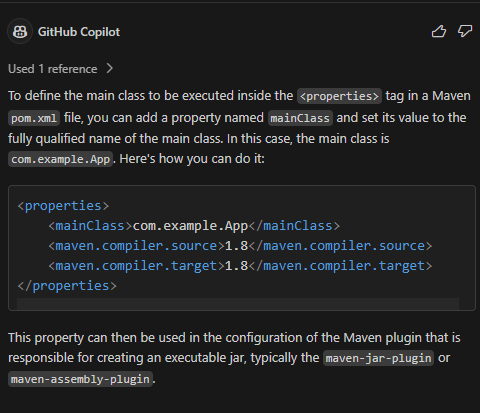 GitHub Copilot
Used 1 reference >
To define the main class to be executed inside the <properties> tag in a Maven
pom.xml file, you can add a property named mainClass and set its value to the
fully qualified name of the main class. In this case, the main class is
com.example.App. Here's how you can do it:
<properties>
    <mainClass>com.example.App</mainClass>
    <maven.compiler.source>1.8</maven.compiler.source>
    <maven.compiler.target>1.8</maven.compiler.target>
</properties>
This property can then be used in the configuration of the Maven plugin that is
responsible for creating an executable jar, typically the maven-jar-plugin or
maven-assembly-plugin.